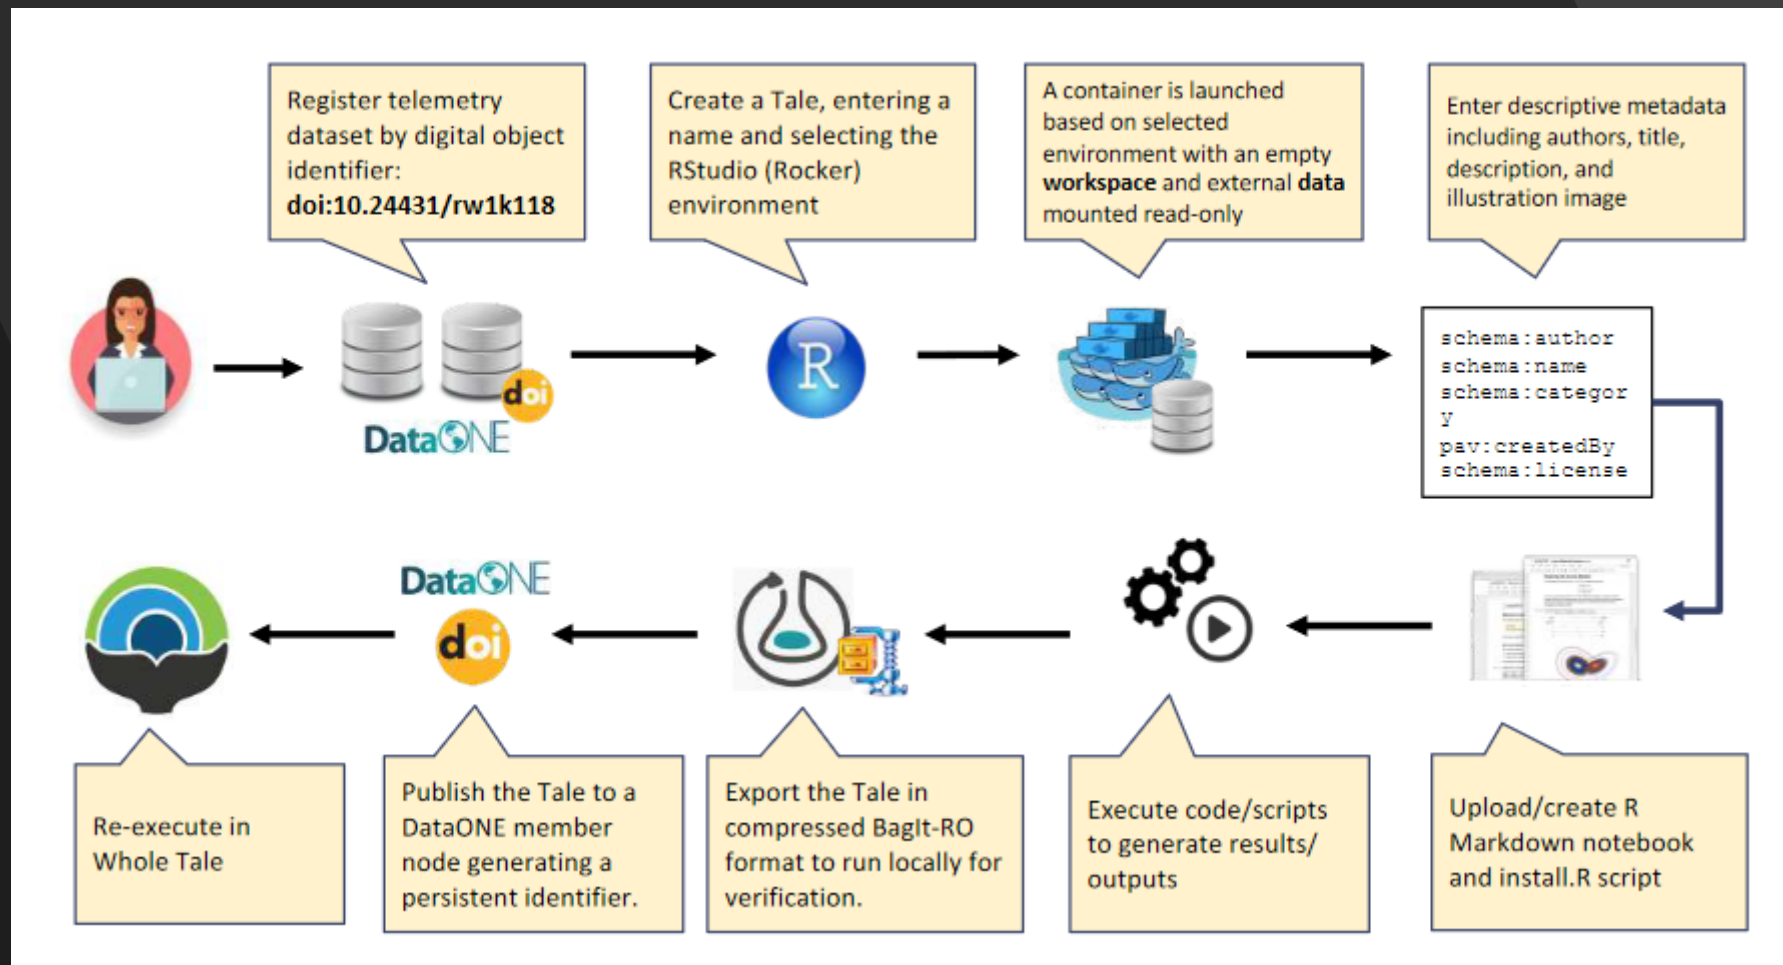 Register telemetry
dataset by digital object
identifier:
doi:10.24431/rw1k118
Create a Tale, entering a
name and selecting the
RStudio (Rocker)
environment
A container is launched
based on selected
environment with an empty
workspace and external data
mounted read-only
Enter descriptive metadata
including authors, title,
description, and
illustration image
doi
DataONE
R
schema:author
schema:name
schema:categor
y
pav:createdBy
schema:license
DataONE
doi
Re-execute in
Whole Tale
Publish the Tale to a
DataONE member
node generating a
persistent identifier.
Export the Tale in
compressed BagIt-RO
format to run locally for
verification.
Execute code/scripts
to generate results/
outputs
Upload/create R
Markdown notebook
and install.R script